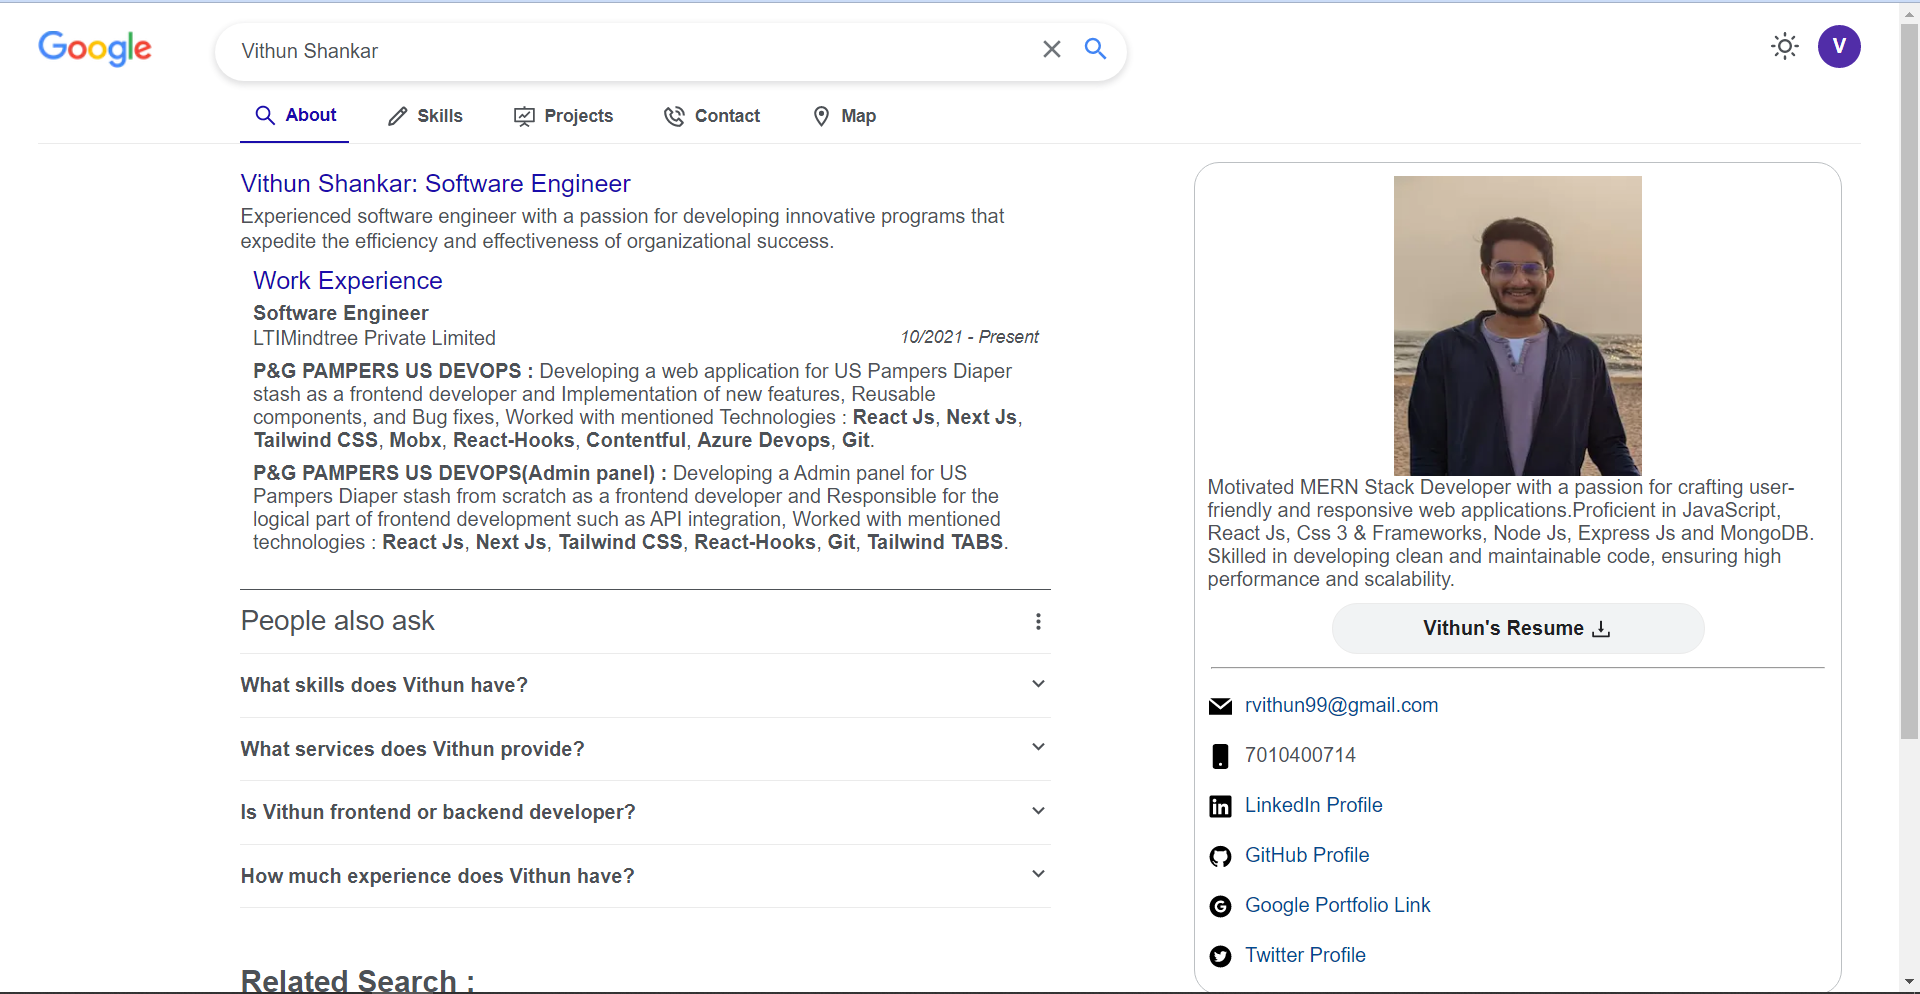 Google
Vithun Shankar
V
About
Skills
Projects
Contact
Map
Vithun Shankar: Software Engineer
Experienced software engineer with a passion for developing innovative programs that
expedite the efficiency and effectiveness of organizational success.
Work Experience
Software Engineer
LTIMindtree Private Limited
10/2021 - Present
P&G PAMPERS US DEVOPS : Developing a web application for US Pampers Diaper
stash as a frontend developer and Implementation of new features, Reusable
components, and Bug fixes, Worked with mentioned Technologies : React Js, Next Js,
Tailwind CSS, Mobx, React-Hooks, Contentful, Azure Devops, Git.
P&G PAMPERS US DEVOPS(Admin panel) : Developing a Admin panel for US
Pampers Diaper stash from scratch as a frontend developer and Responsible for the
logical part of frontend development such as API integration, Worked with mentioned
technologies : React Js, Next Js, Tailwind CSS, React-Hooks, Git, Tailwind TABS.
People also ask
What skills does Vithun have?
What services does Vithun provide?
Is Vithun frontend or backend developer?
How much experience does Vithun have?
Related Search :
Motivated MERN Stack Developer with a passion for crafting user-
friendly and responsive web applications.Proficient in JavaScript,
React Js, Css 3 & Frameworks, Node Js, Express Js and MongoDB.
Skilled in developing clean and maintainable code, ensuring high
performance and scalability.
Vithun's Resume
rvithun99@gmail.com
7010400714
LinkedIn Profile
GitHub Profile
Google Portfolio Link
Twitter Profile